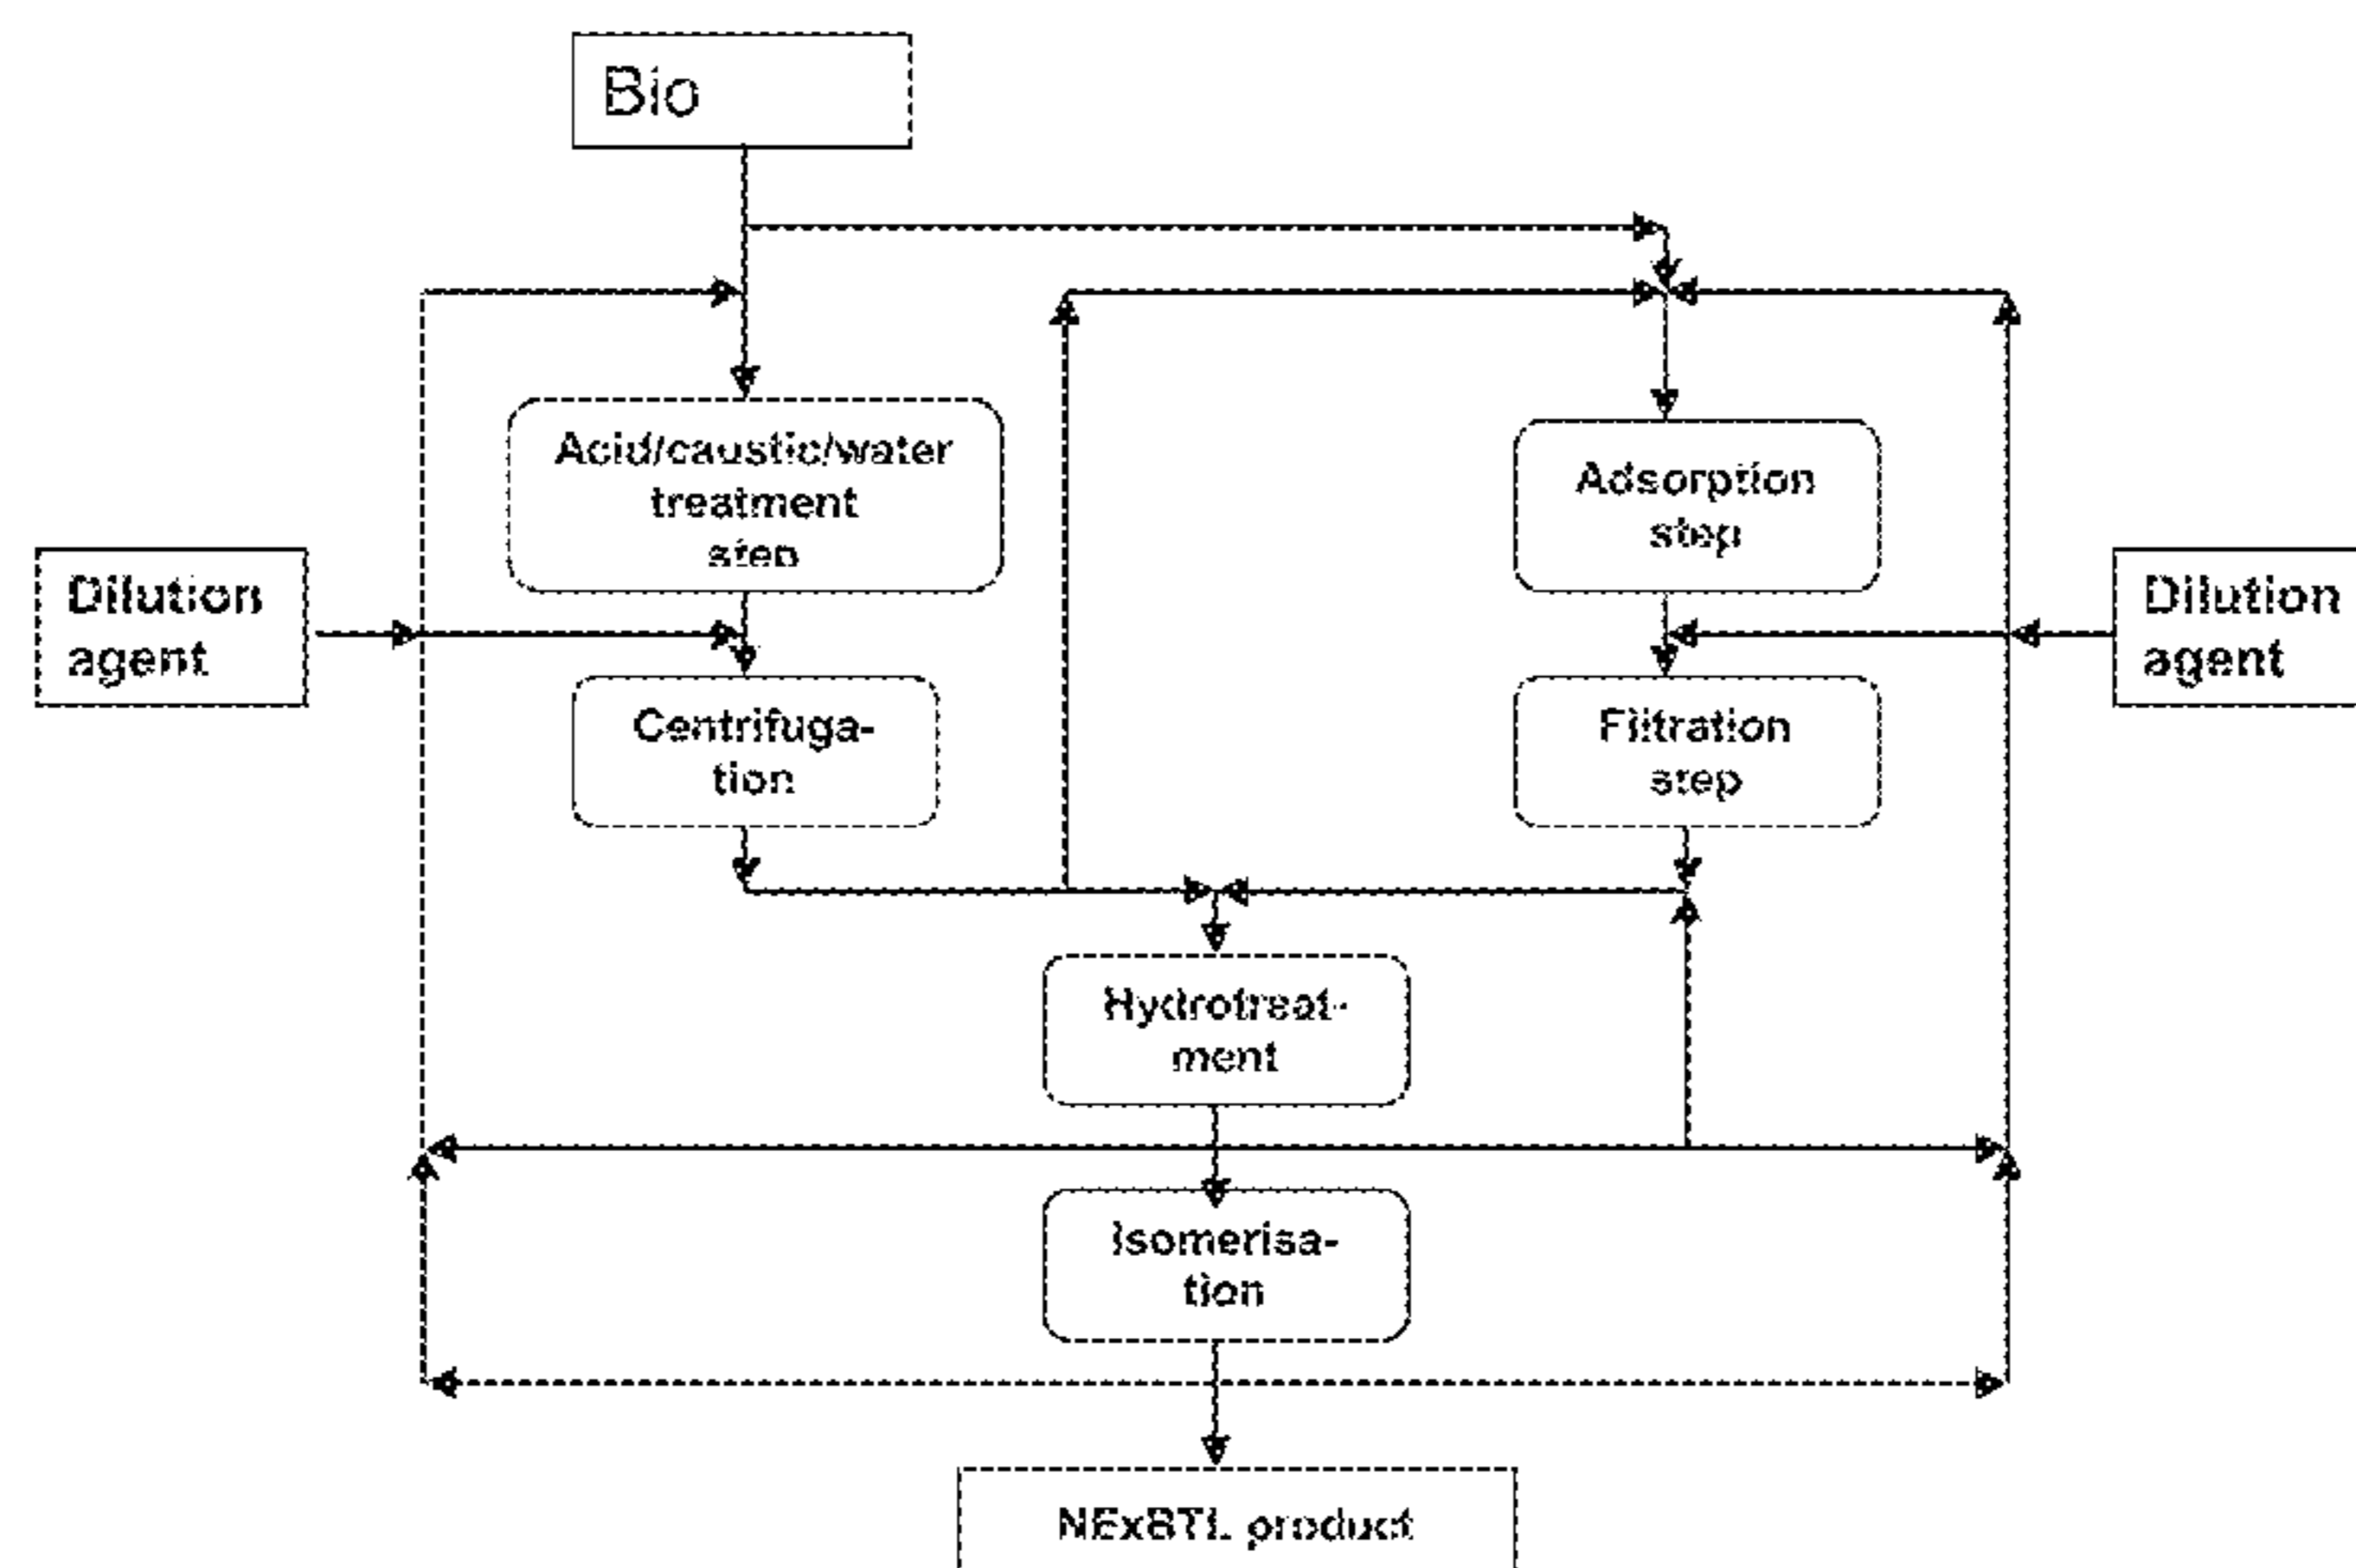 Bio
Acid/caustic/water
treatment
step
Adsorption
step
Dilution
agent
Dilution
agent
Centrifuga-
tion
Filtration
step
Hydrotreat-
ment
Isomerisa-
tion
NExBTL product